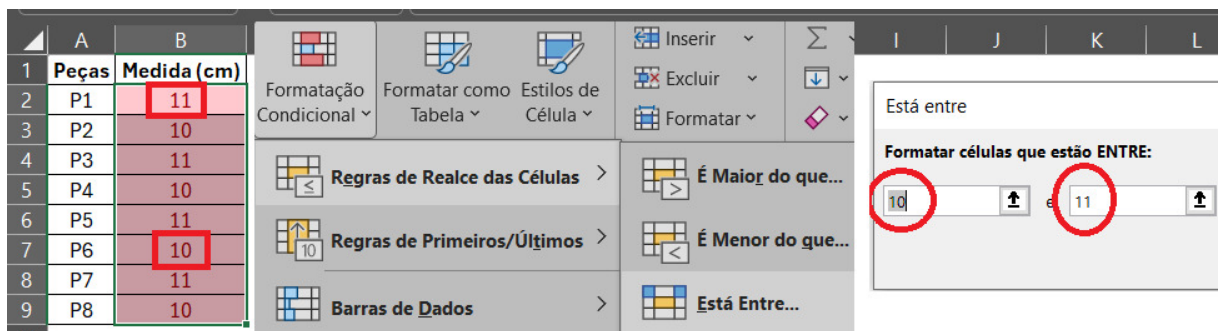 A B
1 Peças Medida (cm)
2 P1 11
3 P2 10
4 P3 11
5 P4 10
6 P5 11
7 P6 10
8 P7 11
9 P8 10
Formatação
Condicional
Formatar como
Tabela
Estilos de
Célula
Inserir
Excluir
Formatar
Σ
Regras de Realce das Células
10 Regras de Primeiros/Últimos
Barras de Dados
É Maior do que...
É Menor do que...
Está Entre...
I J K L
Está entre
Formatar células que estão ENTRE:
10 e 11